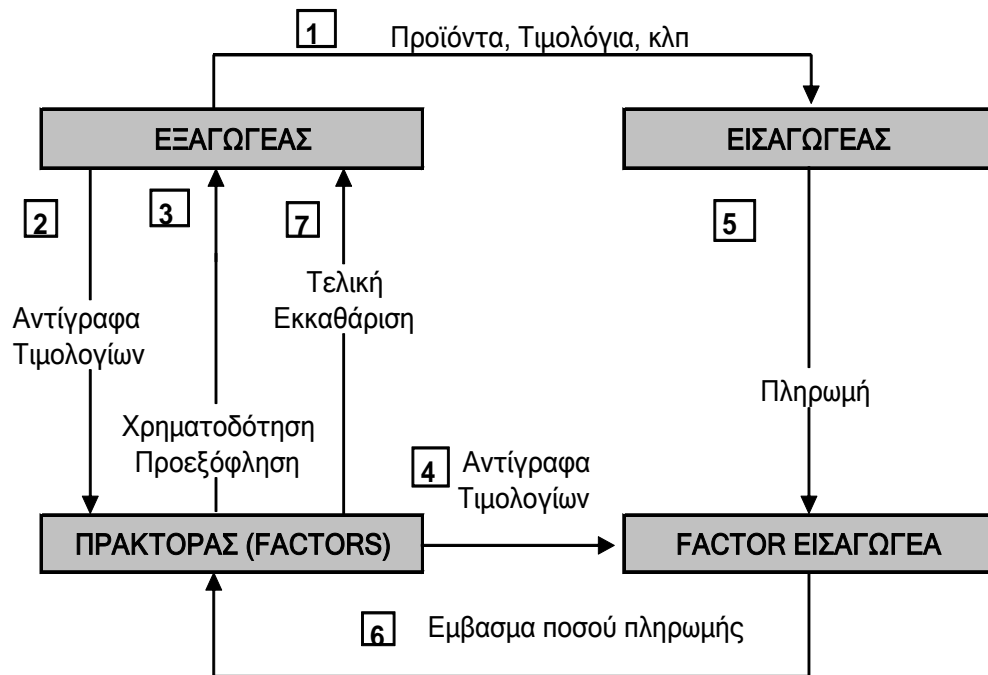 1
Προϊόντα, Τιμολόγια, κλπ
ΕΞΑΓΩΓΕΑΣ
ΕΙΣΑΓΩΓΕΑΣ
2
3
7
5
Τελική
Εκκαθάριση
Αντίγραφα
Τιμολογίων
Πληρωμή
Χρηματοδότηση
Προεξόφληση
4
Αντίγραφα
Τιμολογίων
ΠΡΑΚΤΟΡΑΣ (FACTORS)
FACTOR ΕΙΣΑΓΩΓΕΑ
6
Εμβασμα ποσού πληρωμής